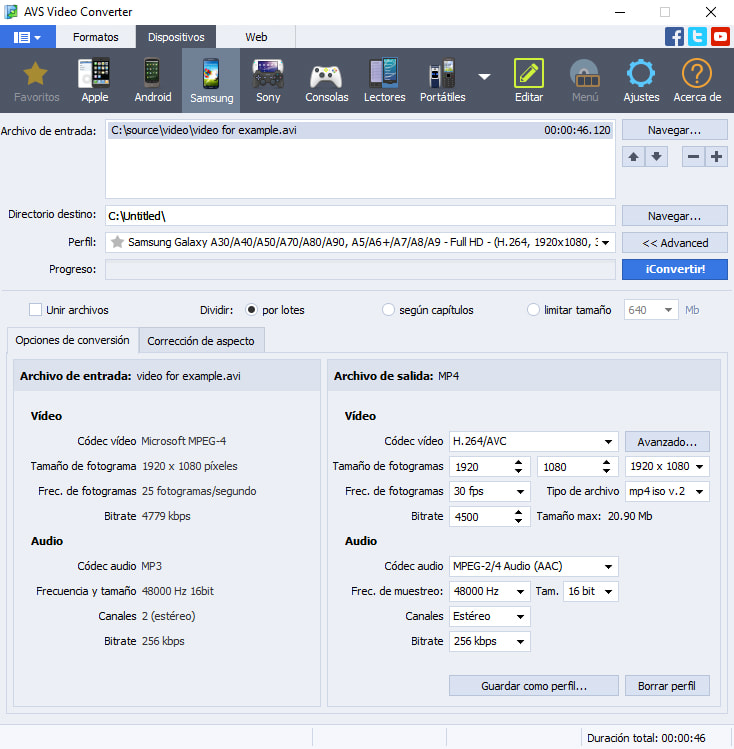 AVS Video Converter
Formatos Dispositivos Web
Favoritos Apple Android Samsung Sony Consolas Lectores Portátiles Editar Menú Ajustes Acerca de
Archivo de entrada: C:\source\video\video for example.avi 00:00:46.120 Navegar...
Directorio destino: C:\Untitled\ Navegar...
Perfil: Samsung Galaxy A30/A40/A50/A70/A80/A90, A5/A6+/A7/A8/A9 - Full HD - (H.264, 1920x1080, << Advanced
Progreso: ¡Convertir!
Unir archivos Dividir: por lotes según capítulos limitar tamaño 640 Mb
Opciones de conversión Corrección de aspecto
Archivo de entrada: video for example.avi Archivo de salida: MP4
Vídeo Vídeo
Códec vídeo Microsoft MPEG-4 Códec vídeo H.264/AVC Avanzado...
Tamaño de fotograma 1920 x 1080 píxeles Tamaño de fotogramas 1920 1080 1920 x 1080
Frec. de fotogramas 25 fotogramas/segundo Frec. de fotogramas 30 fps Tipo de archivo mp4 iso v.2
Bitrate 4779 kbps Bitrate 4500 Tamaño max: 20.90 Mb
Audio Audio
Códec audio MP3 Códec audio MPEG-2/4 Audio (AAC)
Frecuencia y tamaño 48000 Hz 16bit Frec. de muestreo: 48000 Hz Tam. 16 bit
Canales 2 (estéreo) Canales Estéreo
Bitrate 256 kbps Bitrate 256 kbps
Guardar como perfil... Borrar perfil
Duración total: 00:00:46